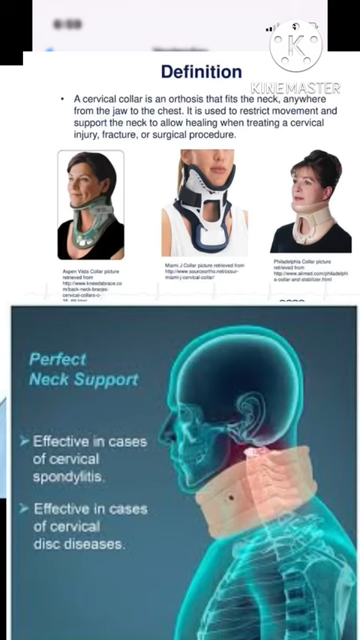 6:59
K
KINEMASTER
Definition
• A cervical collar is an orthosis that fits the neck, anywhere
from the jaw to the chest. It is used to restrict movement and
support the neck to allow healing when treating a cervical
injury, fracture, or surgical procedure.
Aspen Vista Collar picture
retrieved from
Miami J Collar picture retrieved from
Philadelphia Collar picture
retrieved from
Perfect
Neck Support
➢ Effective in cases
of cervical
spondylitis.
➢ Effective in cases
of cervical
disc diseases.